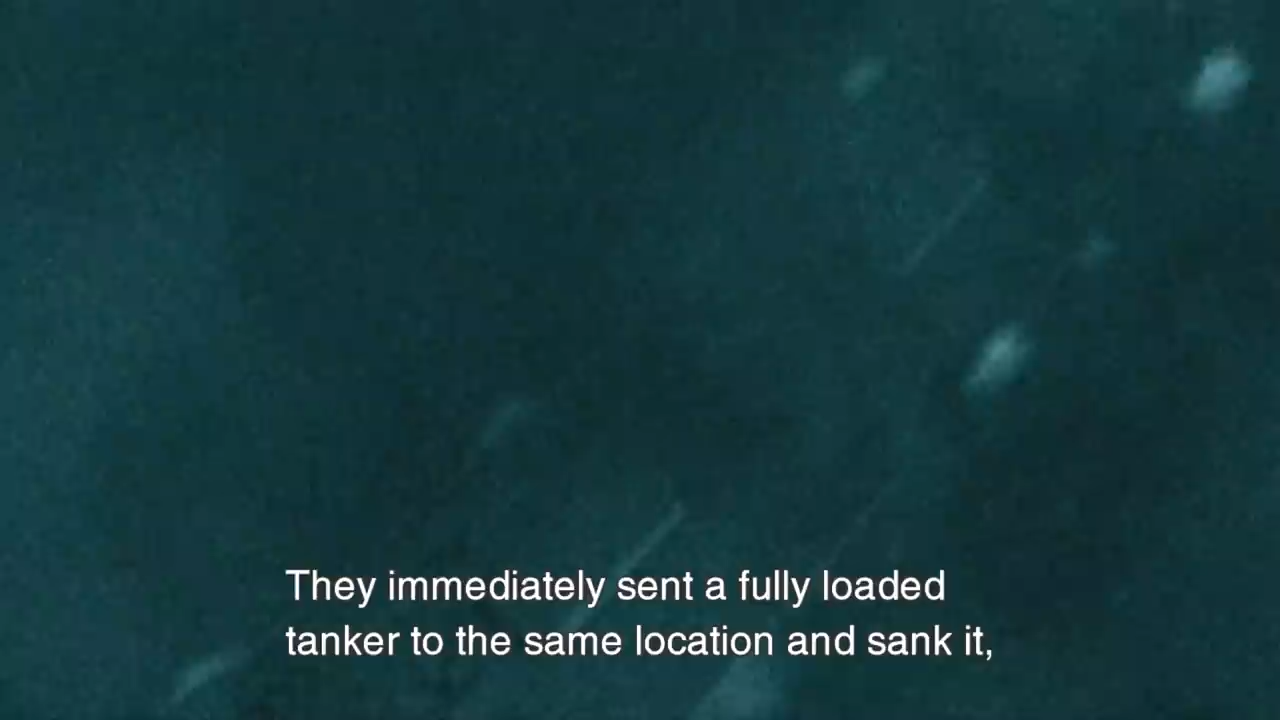 They immediately sent a fully loaded
tanker to the same location and sank it,